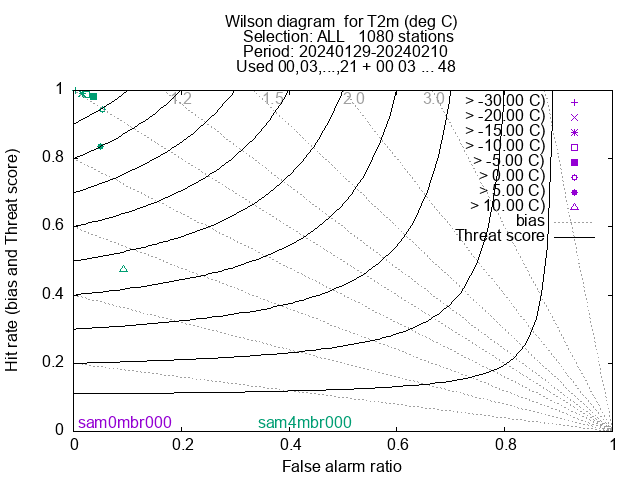 Wilson diagram  for T2m (deg C)
Selection: ALL   1080 stations
Period: 20240129-20240210
Used 00,03,...,21 + 00 03 ... 48
Hit rate (bias and Threat score)
1
0.8
0.6
0.4
0.2
0
1.2
1.5
2.0
3.0
> -30.00 C)
> -20.00 C)
> -15.00 C)
> -10.00 C)
> -5.00 C)
> 0.00 C)
> 5.00 C)
> 10.00 C)
bias
Threat score
sam0mbr000
sam4mbr000
0
0.2
0.4
0.6
0.8
1
False alarm ratio